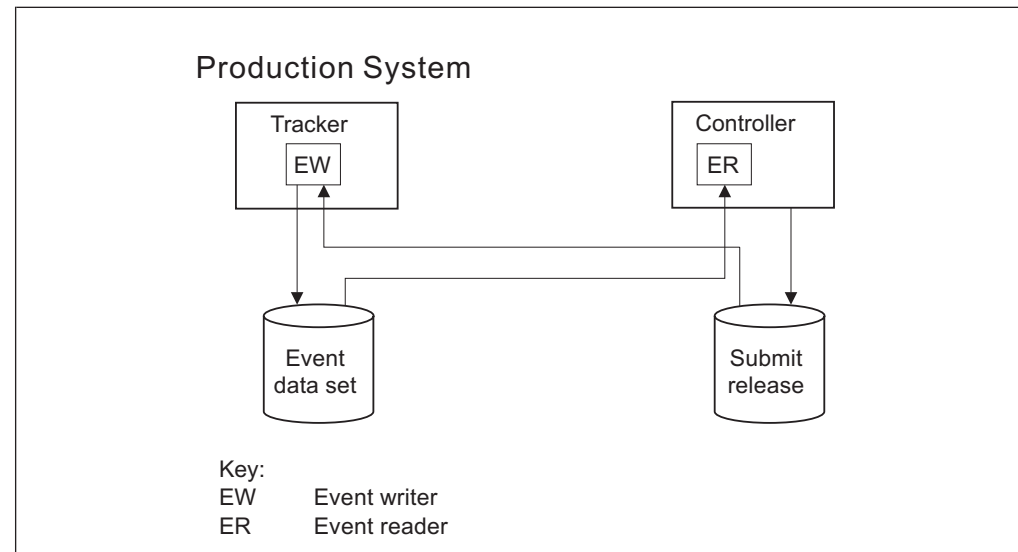 Production System
Tracker
EW
Controller
ER
Event
data set
Submit
release
Key:
EW Event writer
ER Event reader